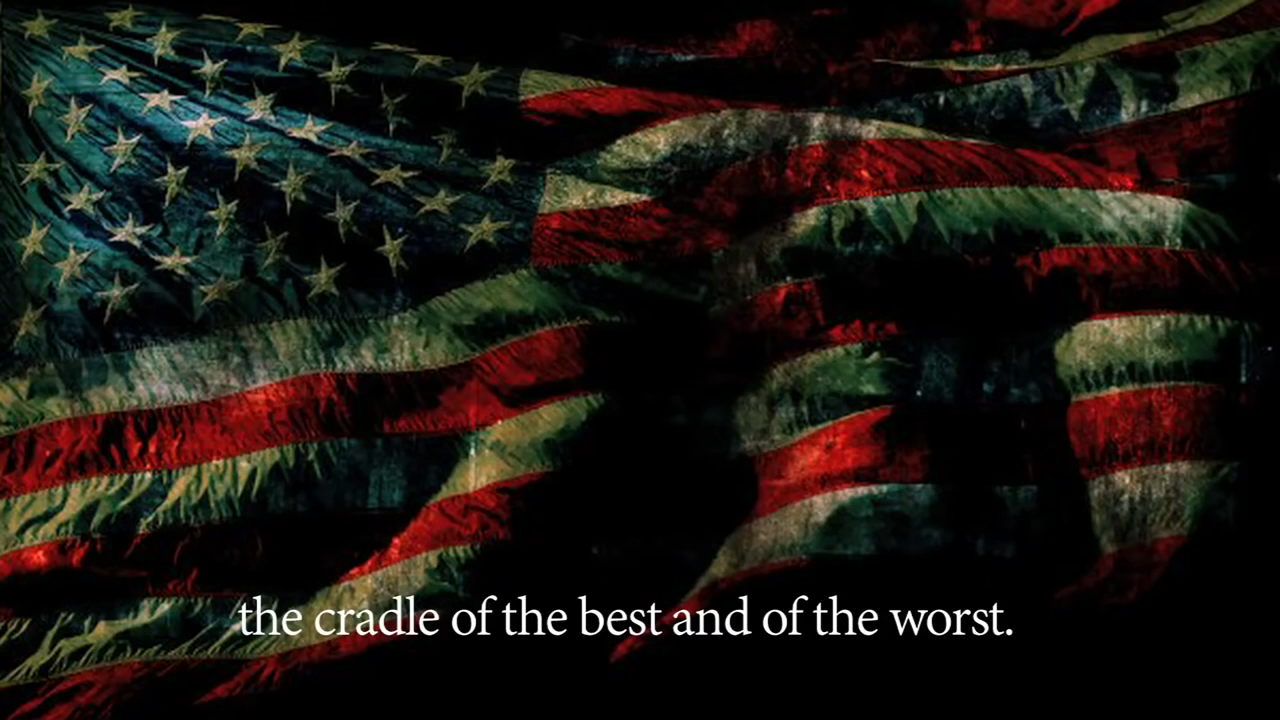 the cradle of the best and of the worst.